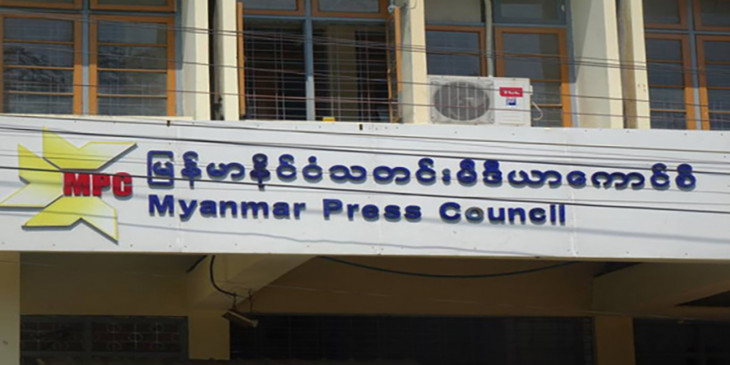 မြန်မာနိုင်ငံသတင်းမီဒီယာကောင်စီ
MPC
Myanmar Press Council